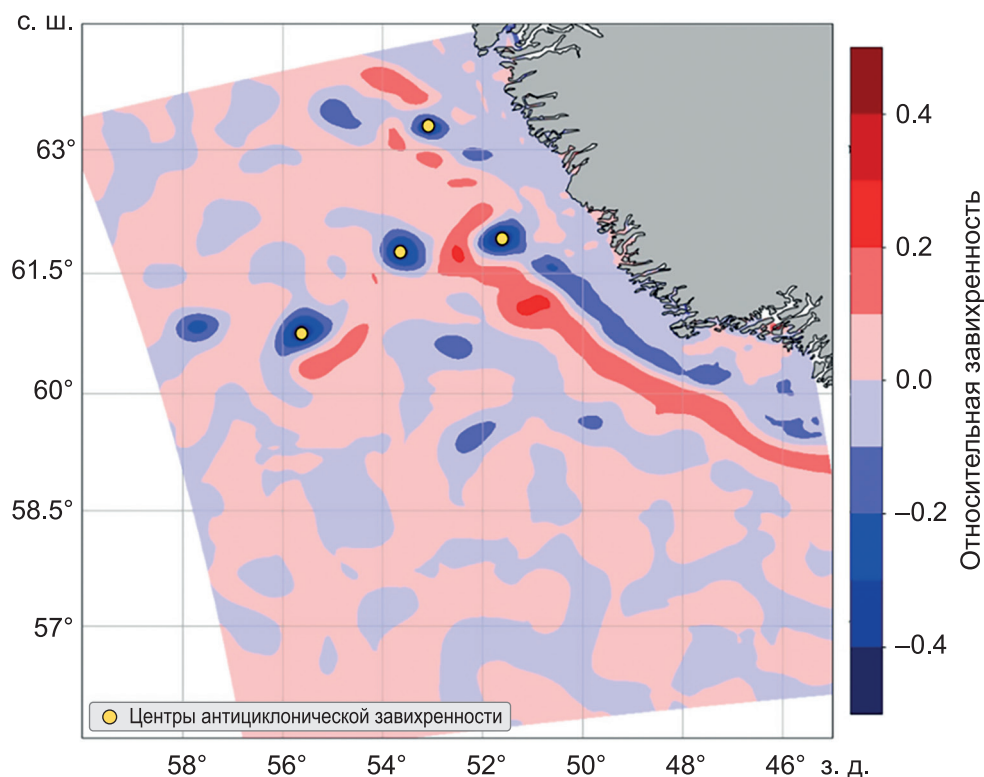 с. ш.
63°
61.5°
60°
58.5°
57°
Центры антициклонической завихренности
58° 56° 54° 52° 50° 48° 46° з. д.
0.4
0.2
0.0
−0.2
−0.4
Относительная завихренность